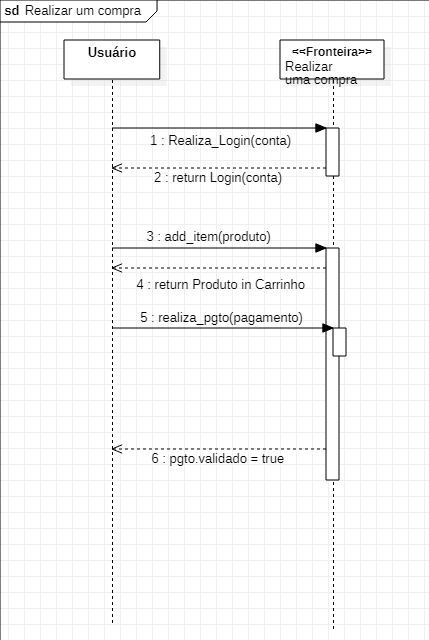 sd Realizar um compra
Usuário
<<Fronteira>>
Realizar
uma compra
1 : Realiza_Login(conta)
2 : return Login(conta)
3 : add_item(produto)
4 : return Produto in Carrinho
5 : realiza_pgto(pagamento)
6 : pgto.validado = true